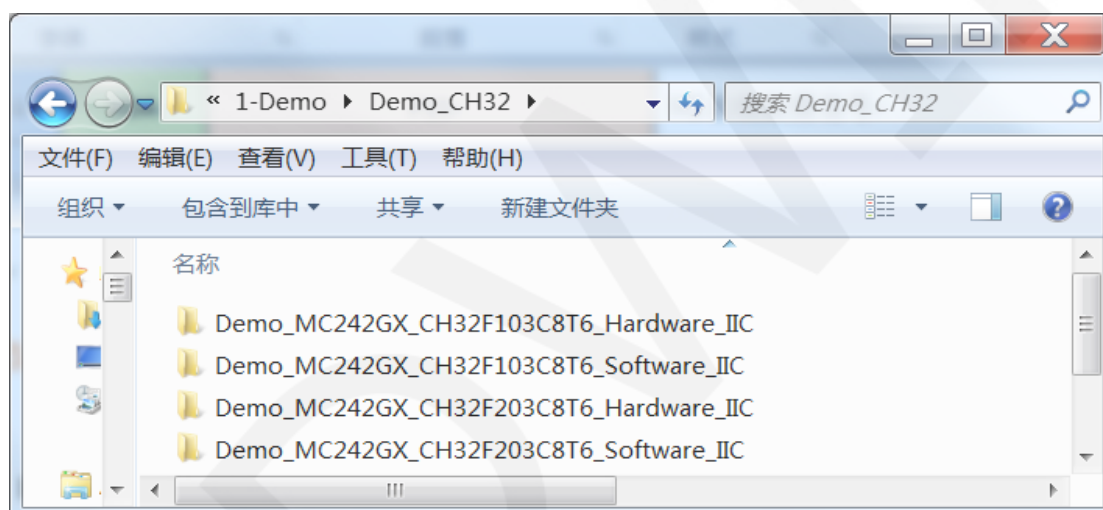 « 1-Demo ▸ Demo_CH32 ▸ 搜索 Demo_CH32
文件(F) 编辑(E) 查看(V) 工具(T) 帮助(H)
组织 包含到库中 共享 新建文件夹
名称
Demo_MC242GX_CH32F103C8T6_Hardware_IIC
Demo_MC242GX_CH32F103C8T6_Software_IIC
Demo_MC242GX_CH32F203C8T6_Hardware_IIC
Demo_MC242GX_CH32F203C8T6_Software_IIC